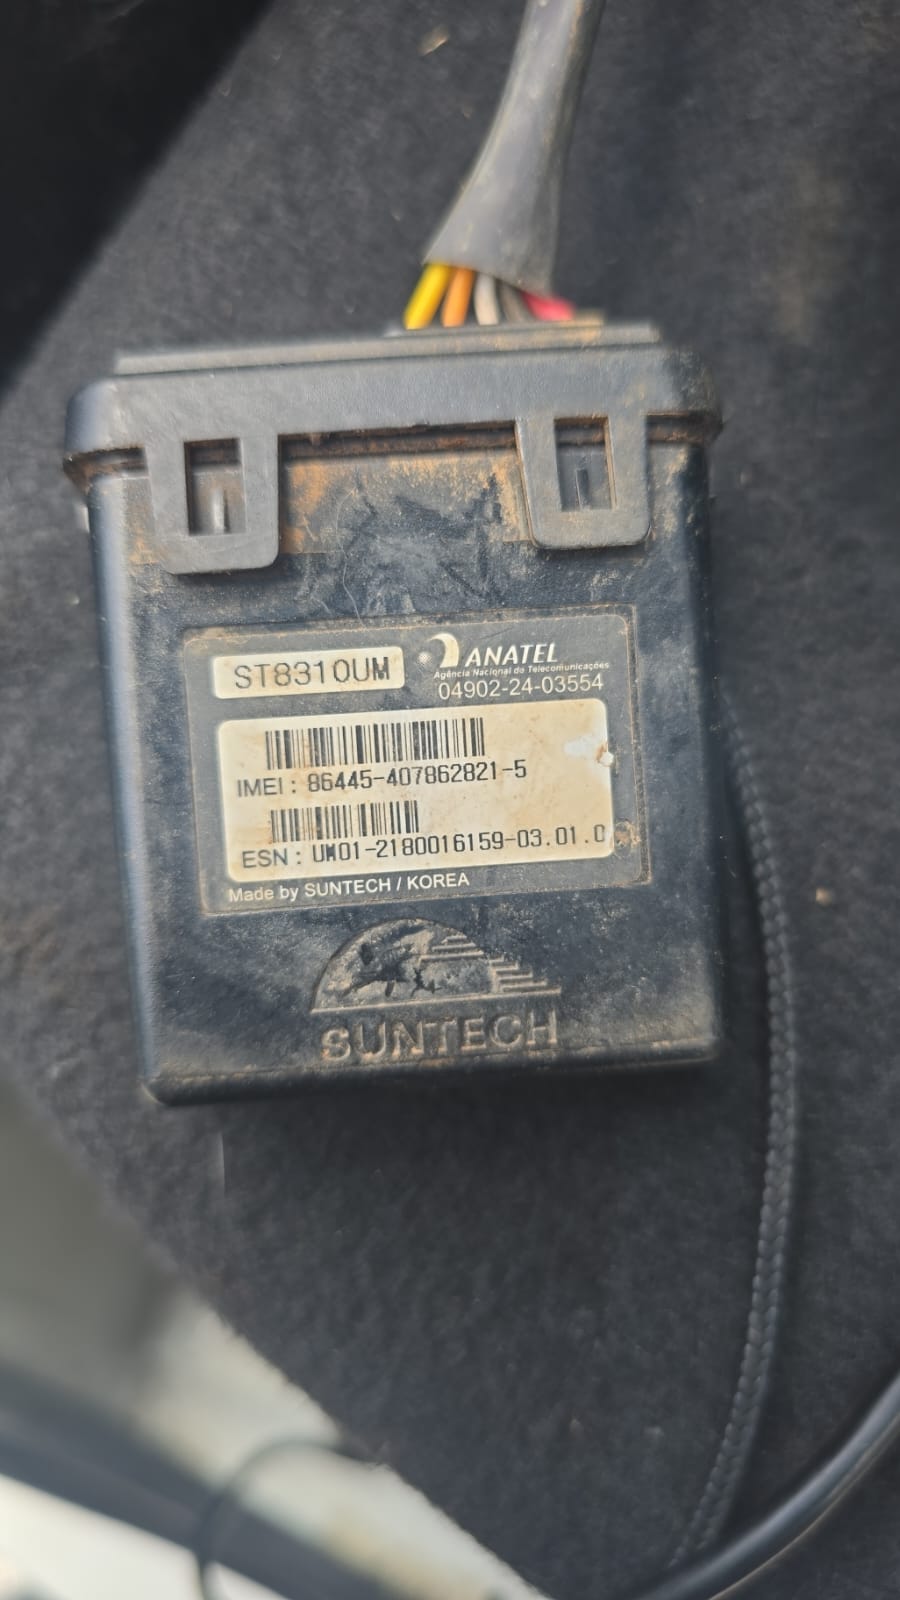 ST8310UM
ANATEL
Agência Nacional de Telecomunicações
04902-24-03554
IMEI : 86445-407862821-5
ESN : UM01-2180016159-03.01.0
Made by SUNTECH / KOREA
SUNTECH